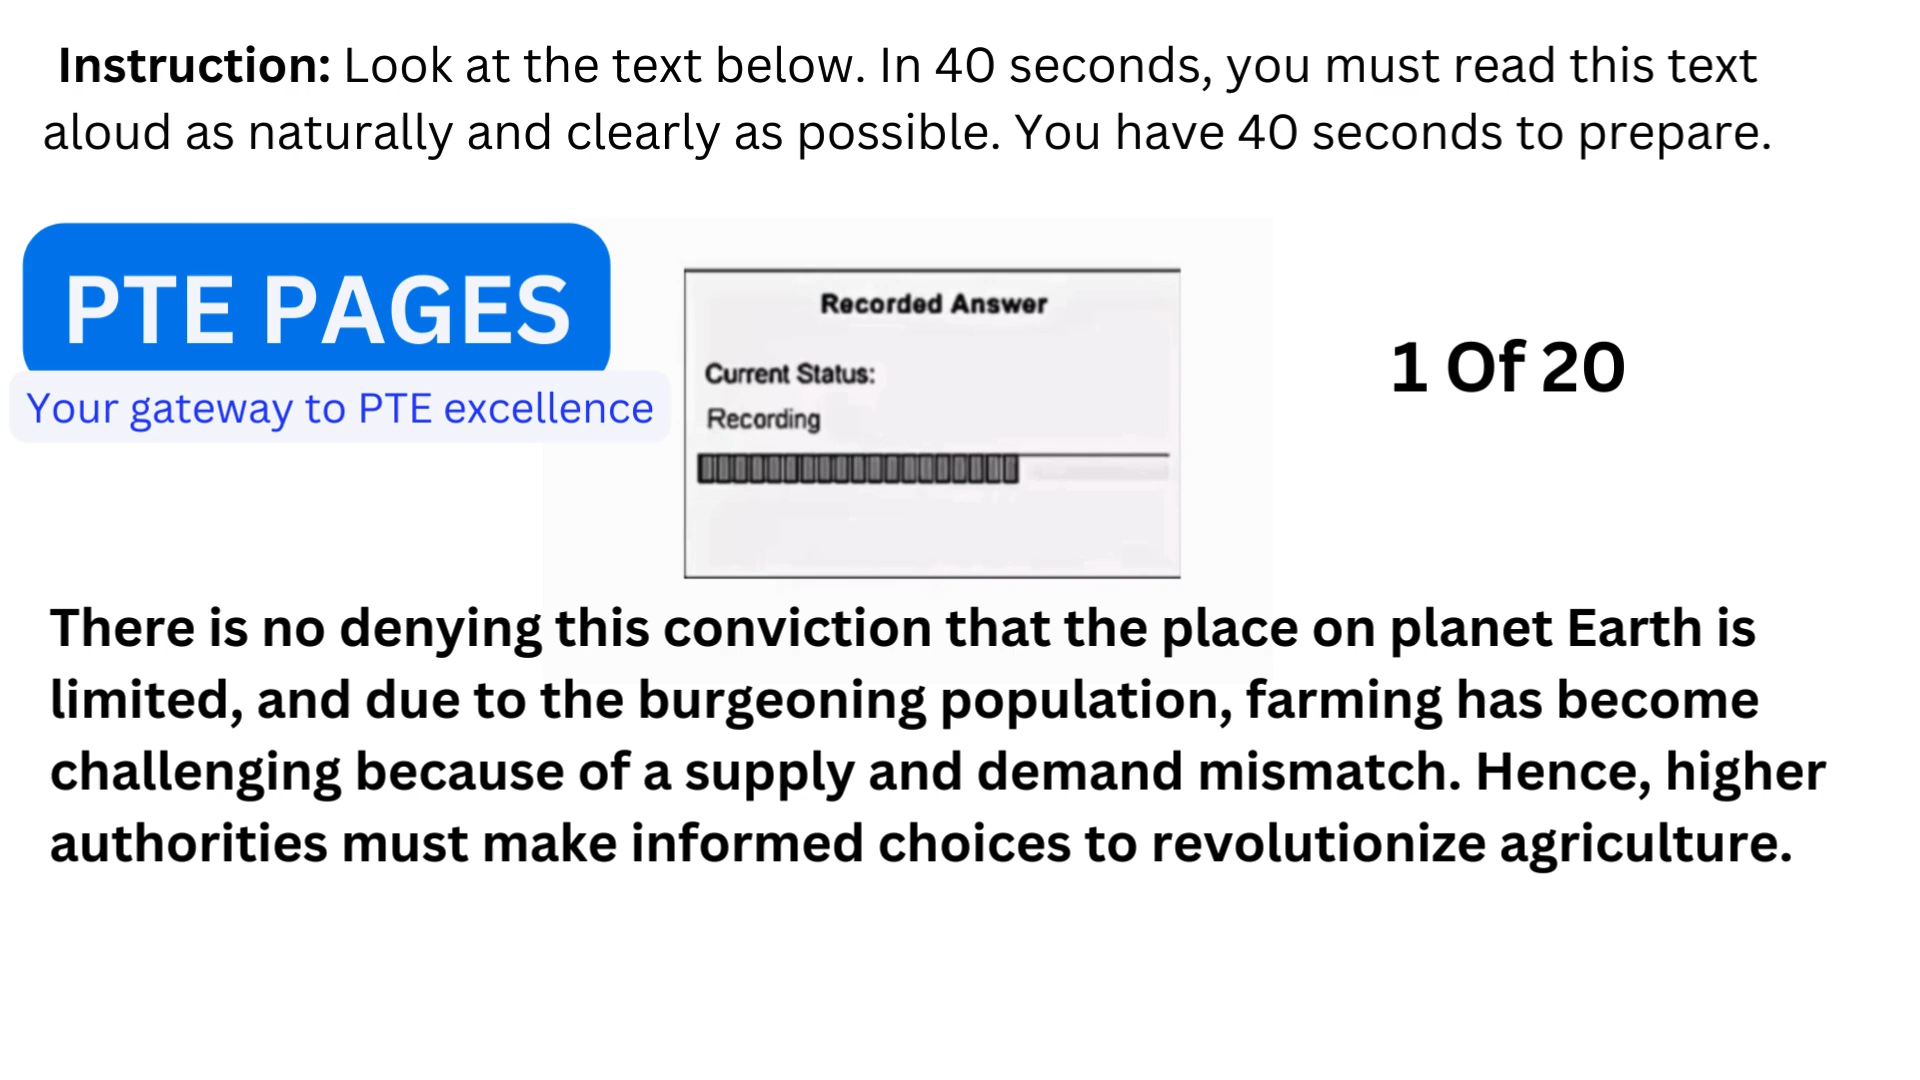 Instruction: Look at the text below. In 40 seconds, you must read this text
aloud as naturally and clearly as possible. You have 40 seconds to prepare.
PTE PAGES
Your gateway to PTE excellence
Recorded Answer
Current Status:
Recording
1 Of 20
There is no denying this conviction that the place on planet Earth is
limited, and due to the burgeoning population, farming has become
challenging because of a supply and demand mismatch. Hence, higher
authorities must make informed choices to revolutionize agriculture.